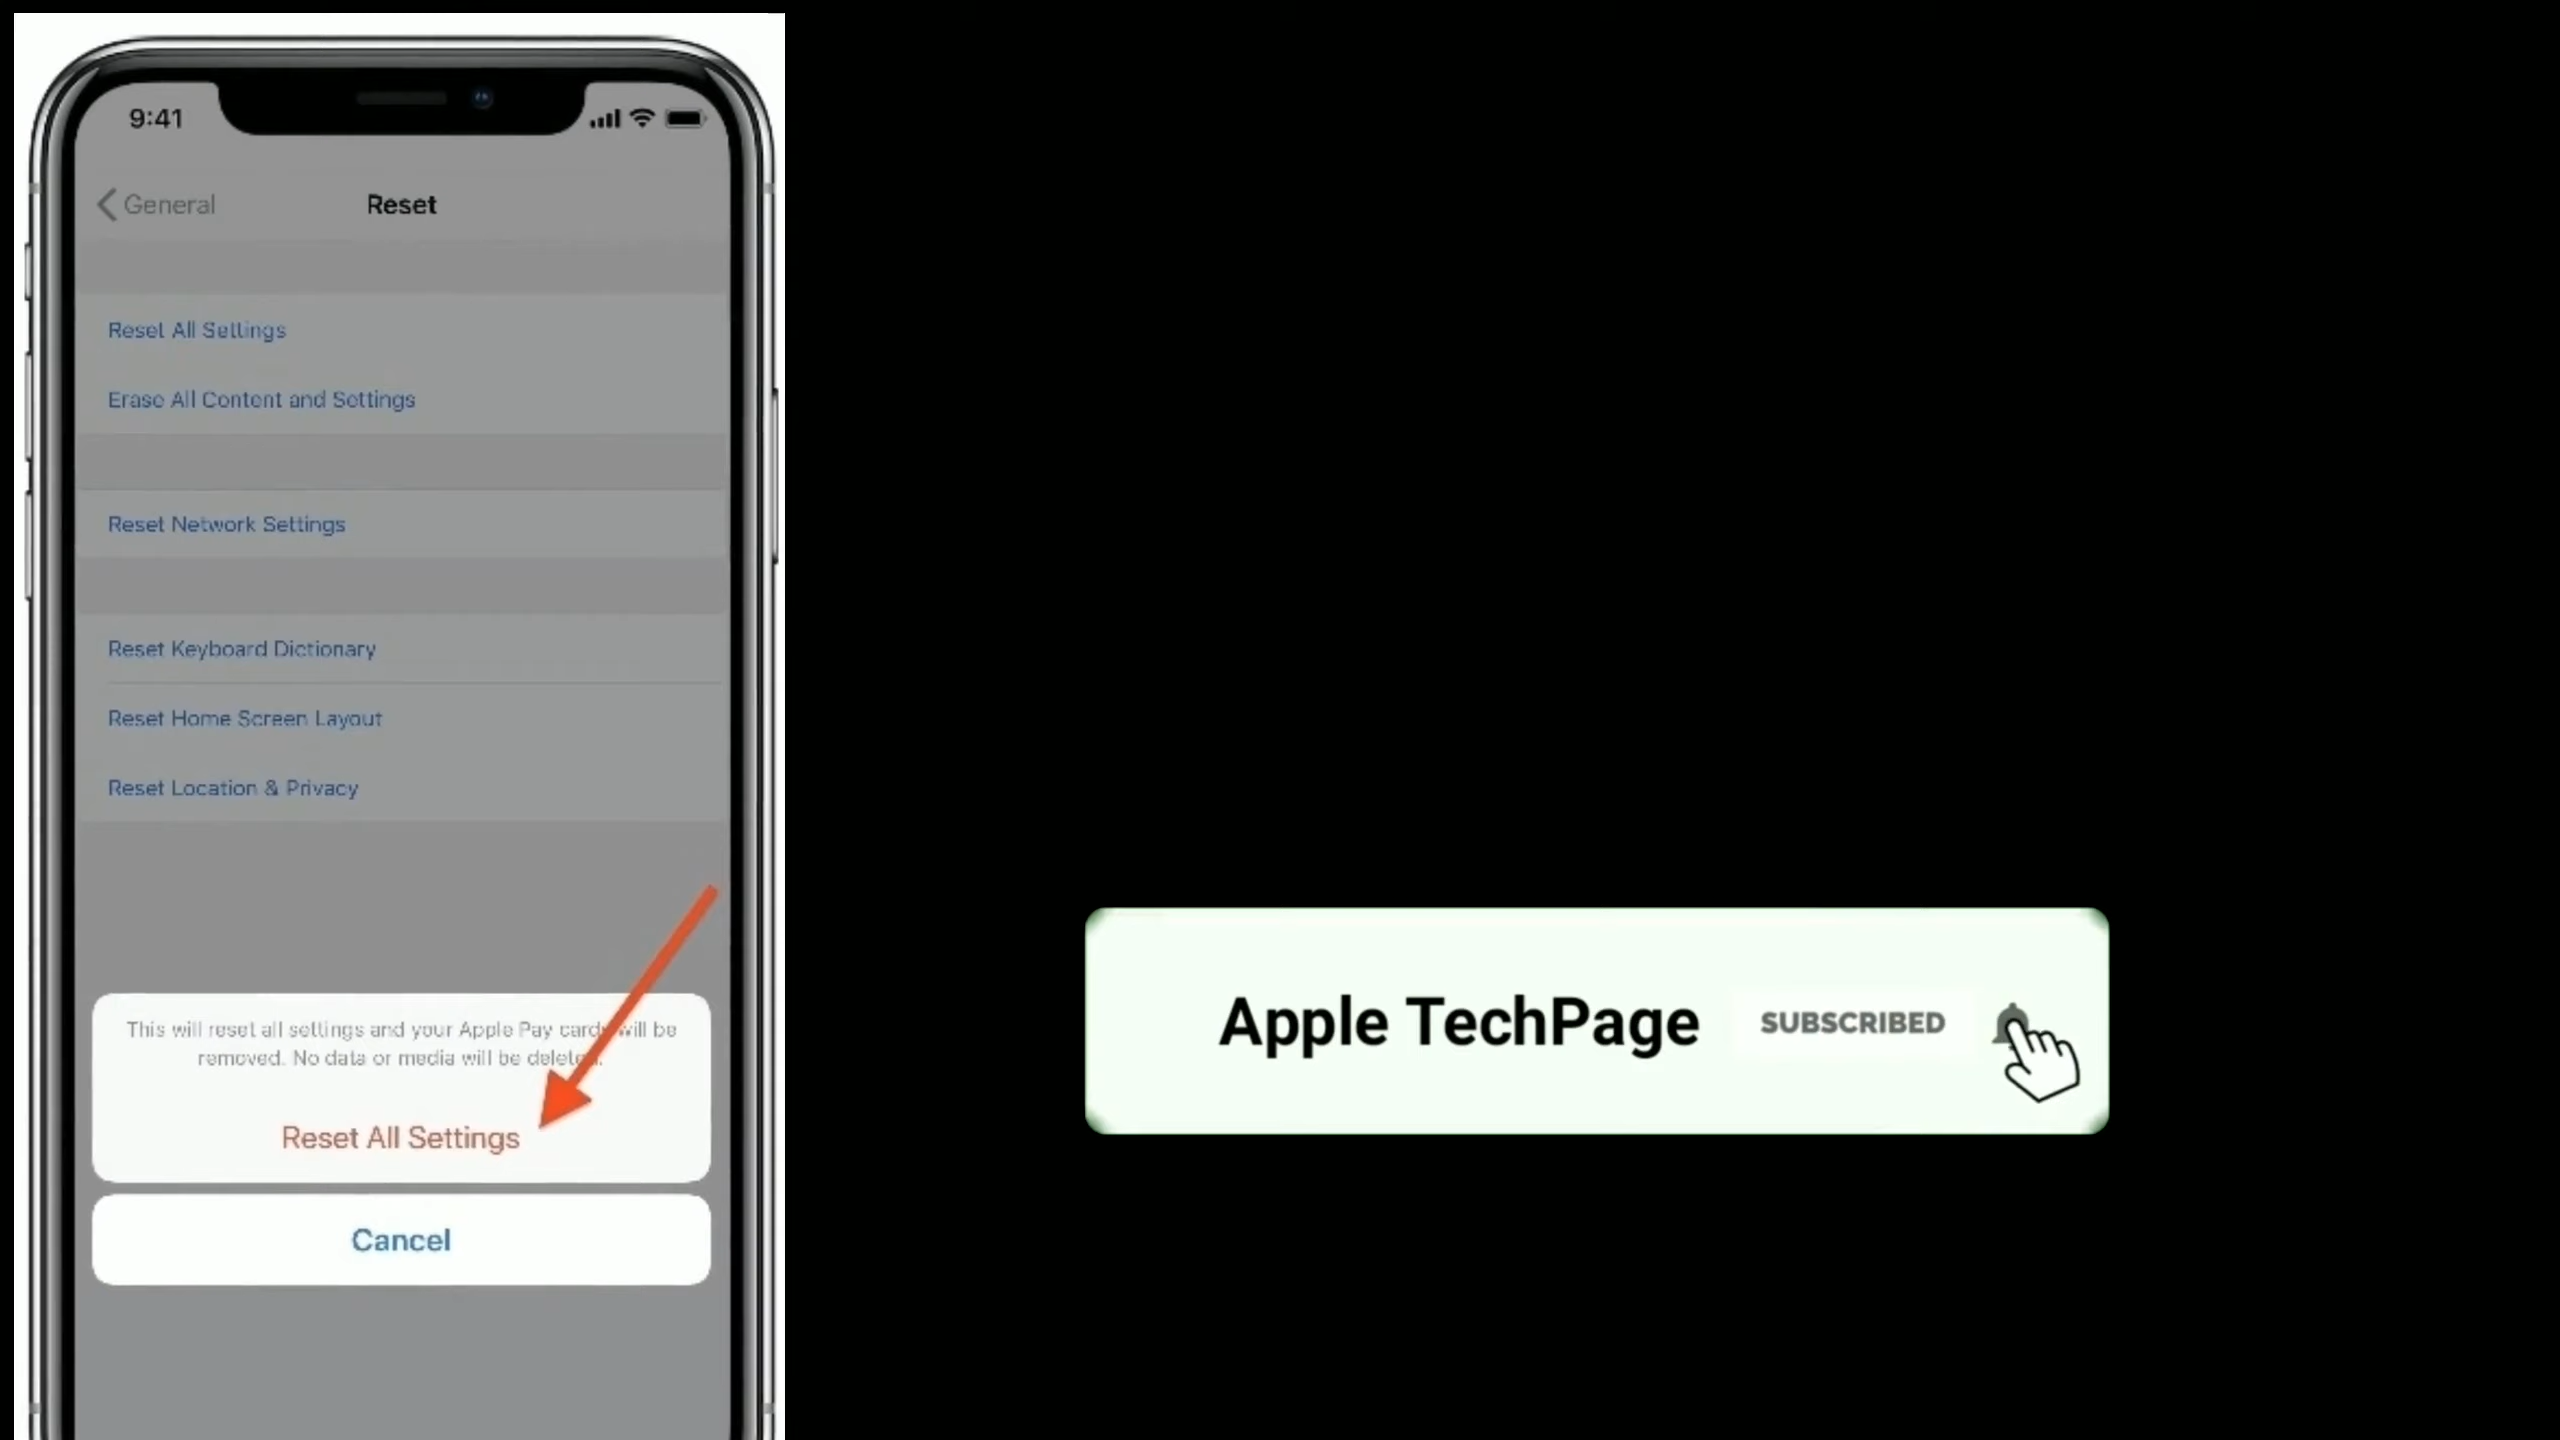 9:41
General
Reset
Reset All Settings
Erase All Content and Settings
Reset Network Settings
Reset Keyboard Dictionary
Reset Home Screen Layout
Reset Location & Privacy
This will reset all settings and your Apple Pay cards will be
removed. No data or media will be deleted.
Reset All Settings
Cancel
Apple TechPage
SUBSCRIBED